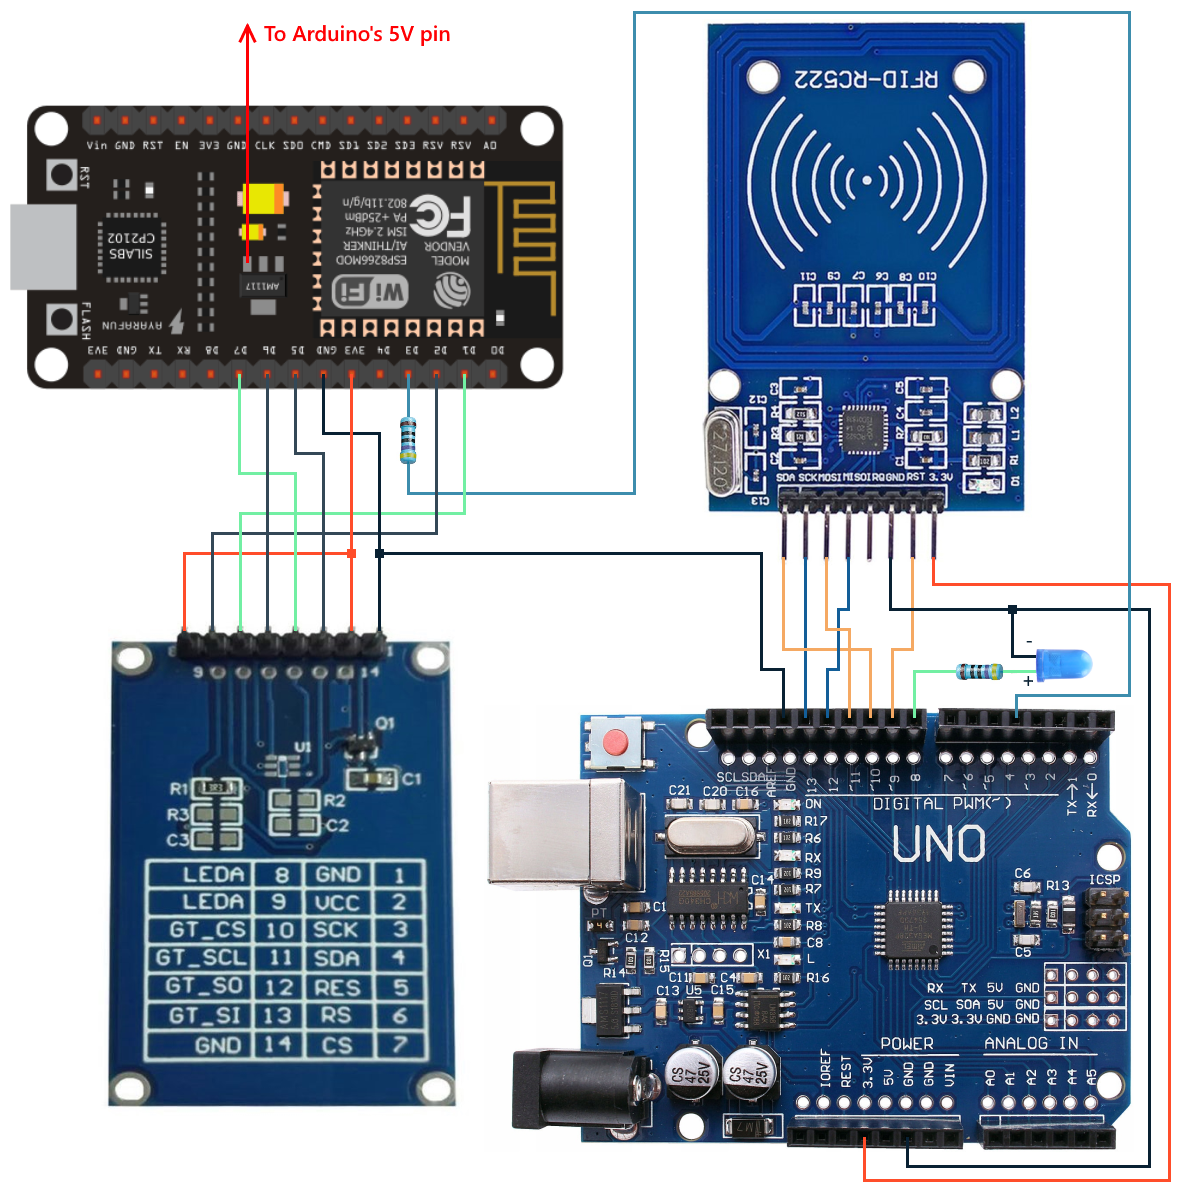 To Arduino's 5V pin
Vin GND RST EN 3V3 GND CLK SD0 CMD SD1 SD2 SD3 RSV RSV A0
RST
SILABS
CP2102
FLASH
AYARAFUN
AM1117
MODEL
VENDOR
ESP8266MOD
AI/THINKER
ISM 2.4GHz
PA +25dBm
802.11b/g/n
FC
WiFi
3V3 GND TX RX D8 D7 D6 D5 GND 3V3 D4 D3 D2 D1 D0
RFID-RC522
C11 C9 C7 C6 C8 C10
C3 C12 C5 L2
R4 C4 L1
R3 R7 R1
C2 C13 C1 D1
27.120
SDA SCK MOSI MISO IRQ GND RST 3.3V
-
+
8 1
9 14
Q1
U1
C1
R1 R2
R3 C2
C3
LEDA 8 GND 1
LEDA 9 VCC 2
GT_CS 10 SCK 3
GT_SCL 11 SDA 4
GT_SO 12 RES 5
GT_SI 13 RS 6
GND 14 CS 7
SCL SDA AREF GND 13 12 ~11 ~10 ~9 8 7 ~6 ~5 4 ~3 2 TX→1 RX←0
DIGITAL PWM(~)
UNO
C21 C20 C16
ON
R17
R6
RX
R9
R7
TX
R8
C8
L
R16
C14
PT
C12
Q1
R14
R15
X1
C11 C4
C13 U5 C15
CS
47
25V
CS
47
25V
M7
C6 R13 ICSP
C5
RX TX 5V GND
SCL SOA 5V GND
3.3V 3.3V GND GND
POWER ANALOG IN
IOREF REST 3.3V 5V GND GND VIN A0 A1 A2 A3 A4 A5